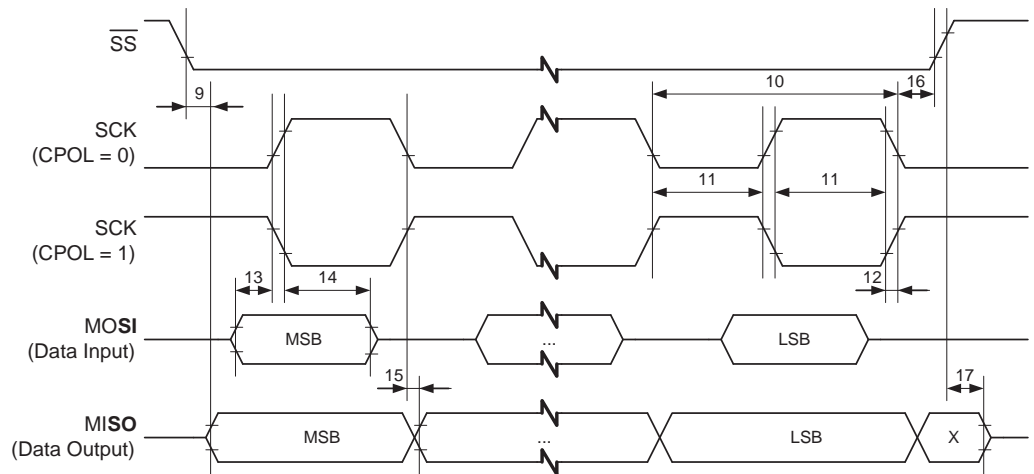 SS
10
16
9
SCK
(CPOL = 0)
11
11
SCK
(CPOL = 1)
13
14
12
MOSI
(Data Input)
MSB
...
LSB
15
17
MISO
(Data Output)
MSB
...
LSB
X